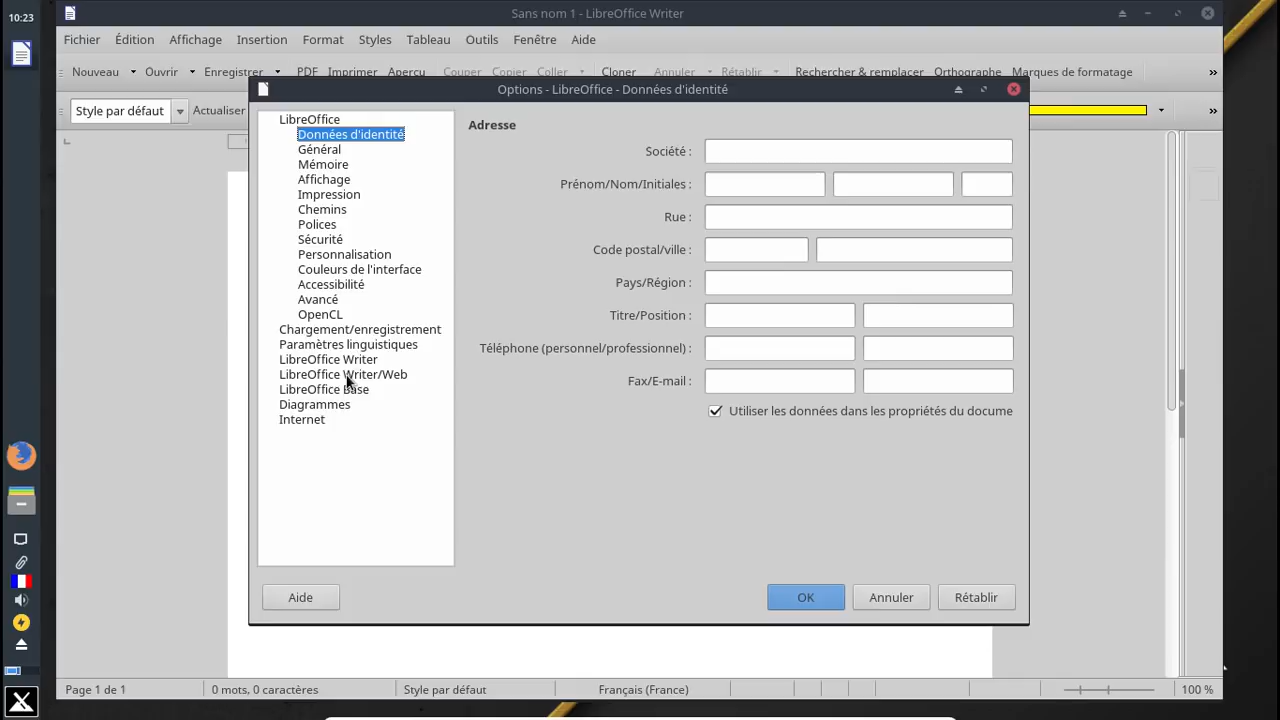 10:23
Sans nom 1 - LibreOffice Writer
Fichier Édition Affichage Insertion Format Styles Tableau Outils Fenêtre Aide
Nouveau Ouvrir Enregistrer PDF Imprimer Aperçu Couper Copier Coller Cloner Annuler Rétablir Rechercher & remplacer Orthographe Marques de formatage »
Style par défaut Actualiser »
Options - LibreOffice - Données d'identité
LibreOffice
Données d'identité
Général
Mémoire
Affichage
Impression
Chemins
Polices
Sécurité
Personnalisation
Couleurs de l'interface
Accessibilité
Avancé
OpenCL
Chargement/enregistrement
Paramètres linguistiques
LibreOffice Writer
LibreOffice Writer/Web
LibreOffice Base
Diagrammes
Internet
Adresse
Société :
Prénom/Nom/Initiales :
Rue :
Code postal/ville :
Pays/Région :
Titre/Position :
Téléphone (personnel/professionnel) :
Fax/E-mail :
Utiliser les données dans les propriétés du docume
Aide OK Annuler Rétablir
Page 1 de 1 0 mots, 0 caractères Style par défaut Français (France) 100 %